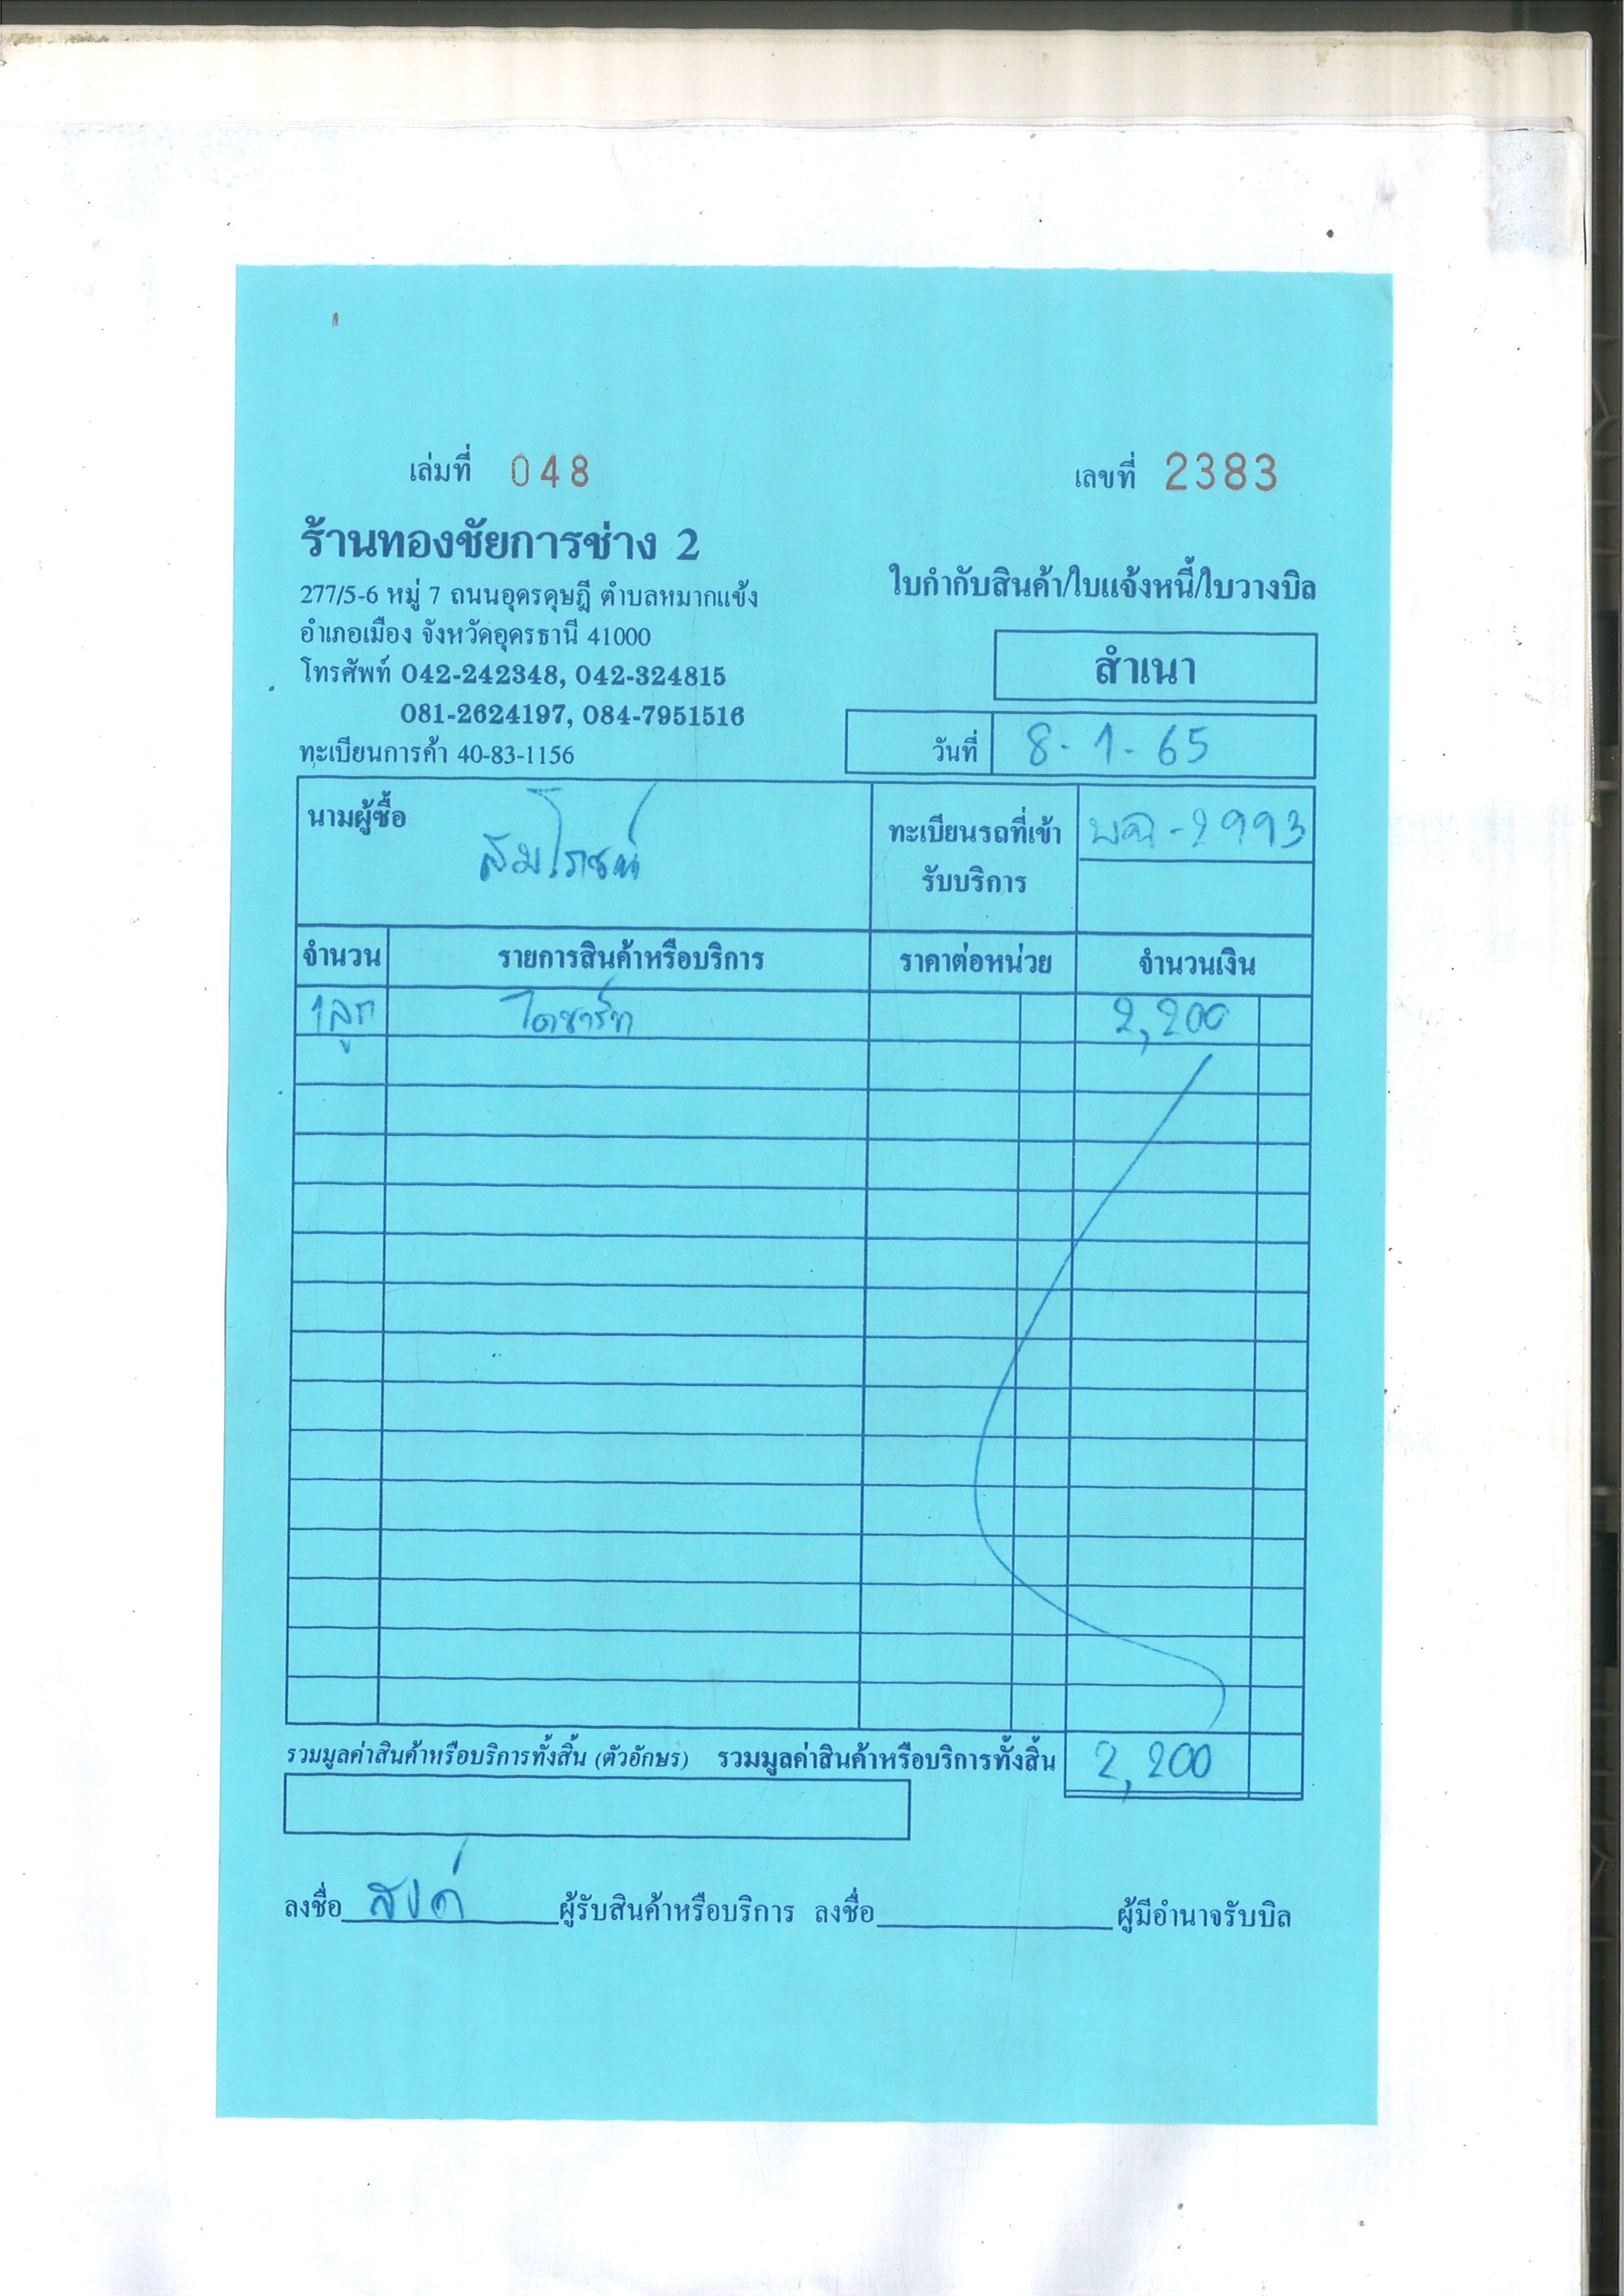 เล่มที่ 048
เลขที่ 2383
ร้านทองชัยการช่าง 2
277/5-6 หมู่ 7 ถนนอุดรดุษฎี ตำบลหมากแข้ง
อำเภอเมือง จังหวัดอุดรธานี 41000
โทรศัพท์ 042-242348, 042-324815
081-2624197, 084-7951516
ทะเบียนการค้า 40-83-1156
ใบกำกับสินค้า/ใบแจ้งหนี้/ใบวางบิล
สำเนา
วันที่ 8-1-65
นามผู้ซื้อ สมโภชน์
ทะเบียนรถที่เข้า
รับบริการ
2993
จำนวน รายการสินค้าหรือบริการ ราคาต่อหน่วย จำนวนเงิน
1 ลูก ไดชาร์ท 2,200
รวมมูลค่าสินค้าหรือบริการทั้งสิ้น (ตัวอักษร) รวมมูลค่าสินค้าหรือบริการทั้งสิ้น 2,200
ลงชื่อ ผู้รับสินค้าหรือบริการ ลงชื่อ ผู้มีอำนาจรับบิล